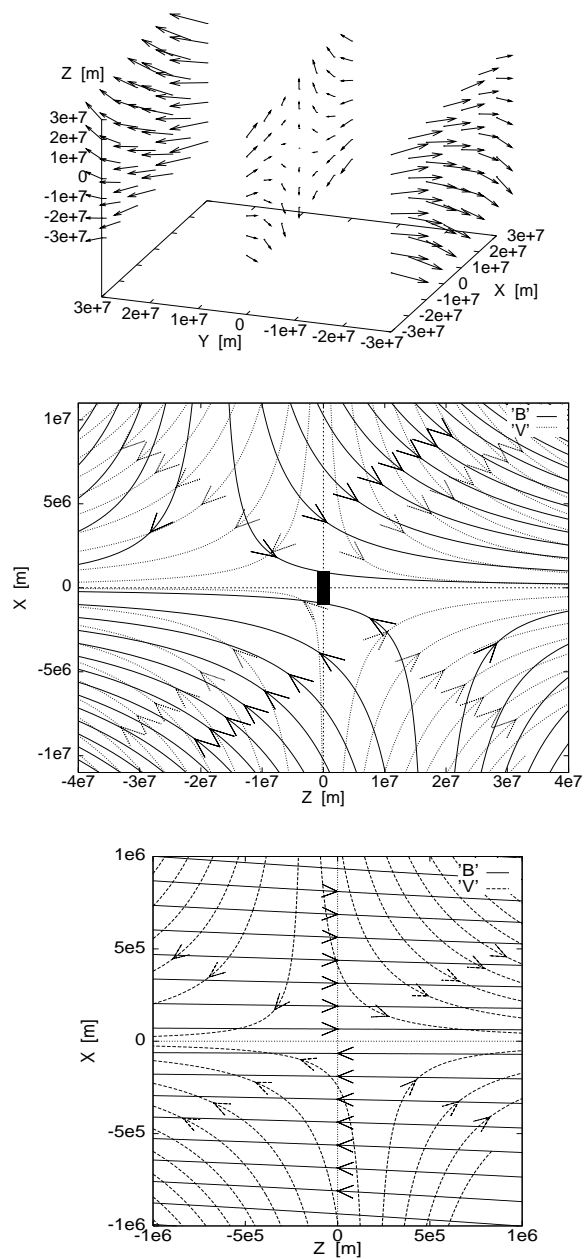 Z [m]
3e+7
2e+7
1e+7
0
-1e+7
-2e+7
-3e+7
3e+7
2e+7
1e+7
0
-1e+7
-2e+7
-3e+7
Y [m]
3e+7
2e+7
1e+7
0
-1e+7
-2e+7
-3e+7
X [m]
1e7
5e6
0
-5e6
-1e7
X [m]
'B'
'V'
-4e7 -3e7 -2e7 -1e7 0 1e7 2e7 3e7 4e7
Z [m]
1e6
5e5
0
-5e5
-1e6
X [m]
'B'
'V'
-1e6 -5e5 0 5e5 1e6
Z [m]